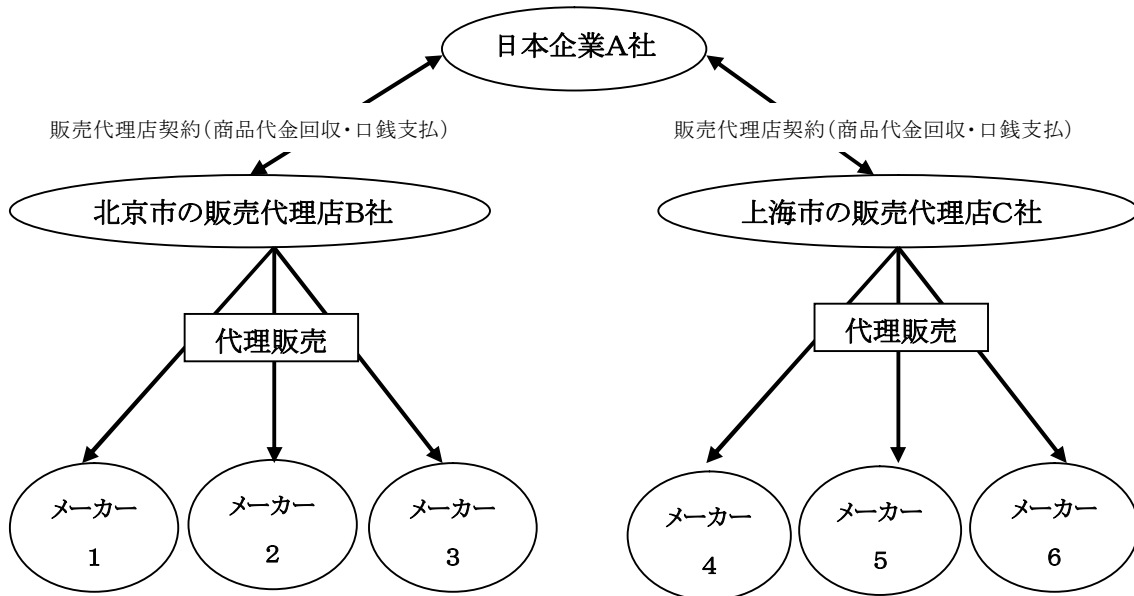 日本企業A社
販売代理店契約(商品代金回収・口銭支払)
販売代理店契約(商品代金回収・口銭支払)
北京市の販売代理店B社
上海市の販売代理店C社
代理販売
代理販売
メーカー
1
メーカー
2
メーカー
3
メーカー
4
メーカー
5
メーカー
6